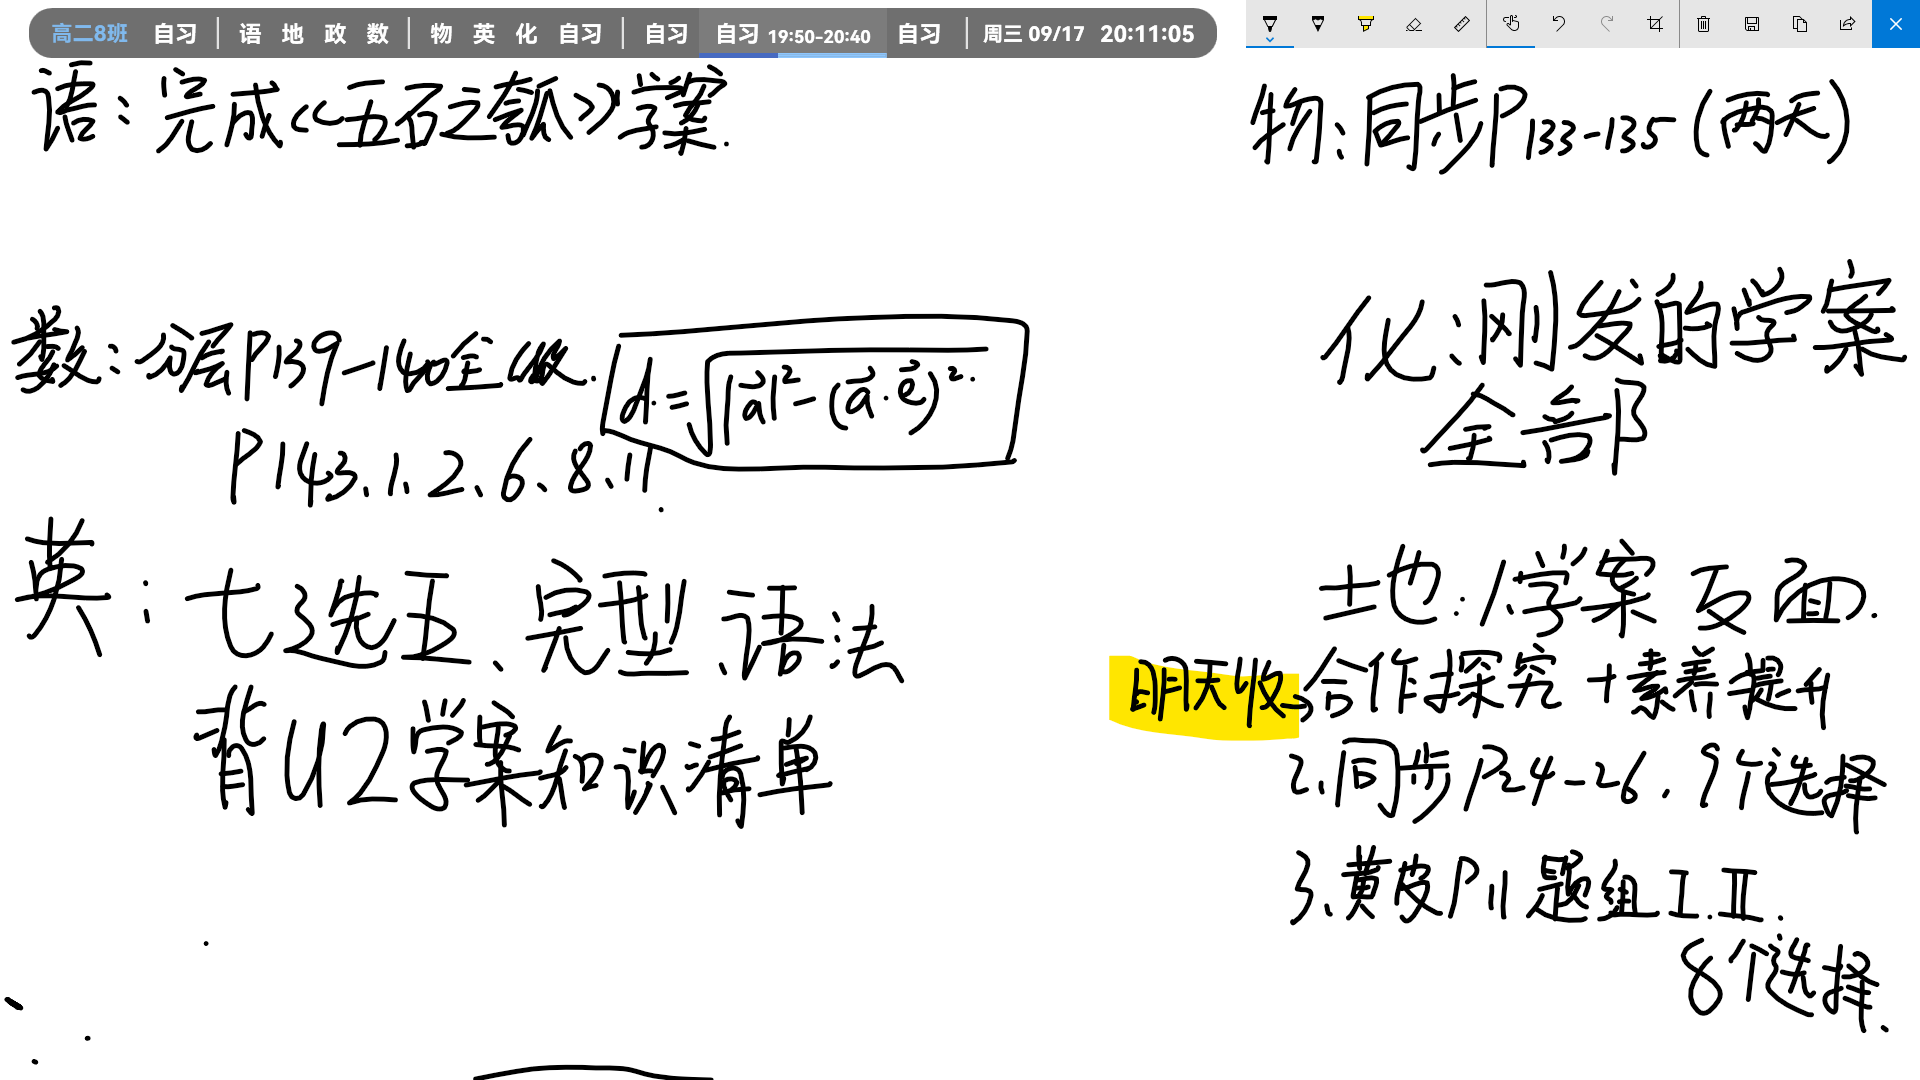 高二8班 自习 | 语 地 政 数 | 物 英 化 自习 | 自习 自习 19:50-20:40 自习 | 周三 09/17 20:11:05
语：完成《五石之瓠》学案.
物：同步P133-135（两天）
数：分层P139-140全做.
d=√|a⃗|²-(a⃗·e⃗)².
P143、1、2、6、8、11.
化：刚发的学案
全部
英：七选五、完型、语法
背U2学案知识清单
地：1.学案反面.
明天收→合作探究+素养提升
2.同步P24-26.9个选择
3.黄皮P11题组Ⅰ.Ⅱ.
8个选择.